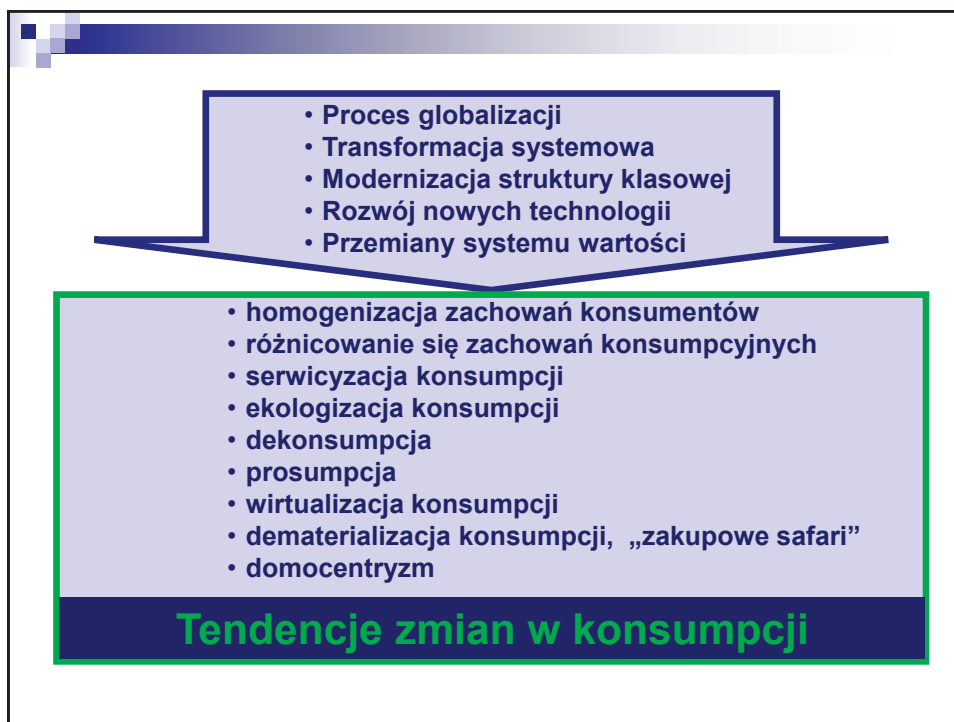 • Proces globalizacji
• Transformacja systemowa
• Modernizacja struktury klasowej
• Rozwój nowych technologii
• Przemiany systemu wartości
• homogenizacja zachowań konsumentów
• różnicowanie się zachowań konsumpcyjnych
• serwicyzacja konsumpcji
• ekologizacja konsumpcji
• dekonsumpcja
• prosumpcja
• wirtualizacja konsumpcji
• dematerializacja konsumpcji, „zakupowe safari”
• domocentryzm
Tendencje zmian w konsumpcji